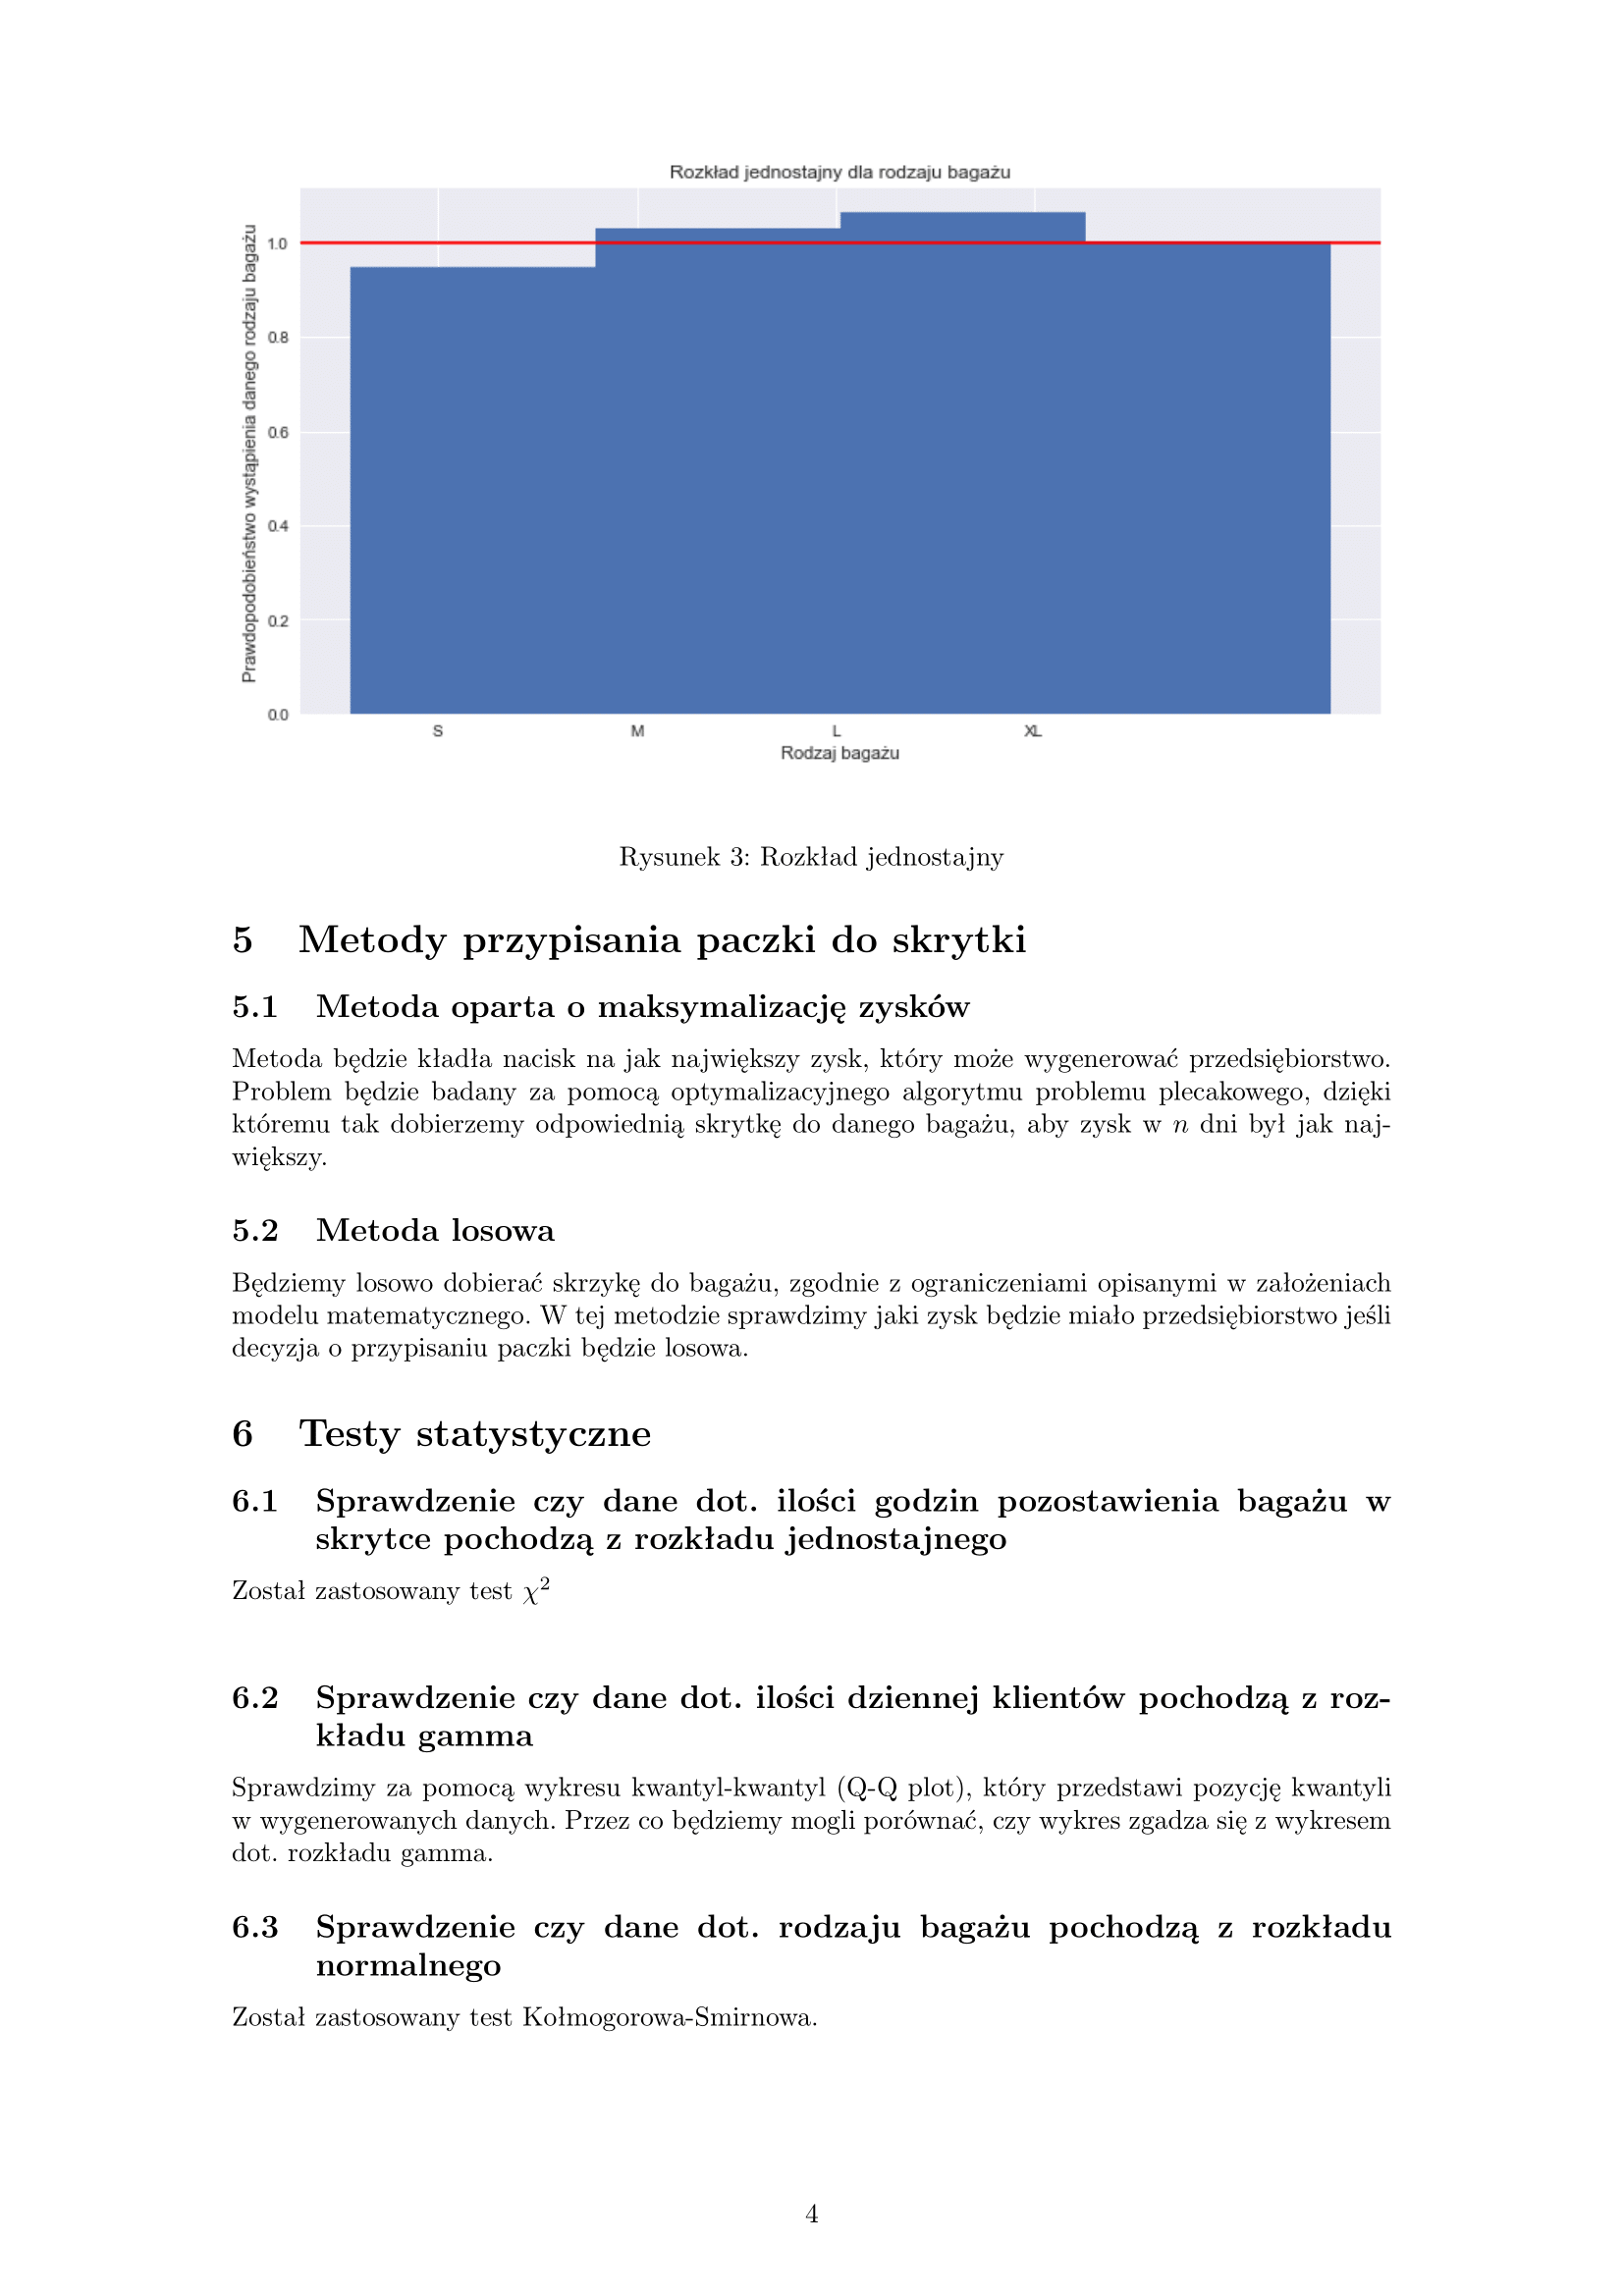 Rozkład jednostajny dla rodzaju bagażu
Prawdopodobieństwo wystąpienia danego rodzaju bagażu
1.0
0.8
0.6
0.4
0.2
0.0
S M L XL
Rodzaj bagażu
Rysunek 3: Rozkład jednostajny
5 Metody przypisania paczki do skrytki
5.1 Metoda oparta o maksymalizację zysków
Metoda będzie kładła nacisk na jak największy zysk, który może wygenerować przedsiębiorstwo.
Problem będzie badany za pomocą optymalizacyjnego algorytmu problemu plecakowego, dzięki
któremu tak dobierzemy odpowiednią skrytkę do danego bagażu, aby zysk w n dni był jak naj-
większy.
5.2 Metoda losowa
Będziemy losowo dobierać skrzykę do bagażu, zgodnie z ograniczeniami opisanymi w założeniach
modelu matematycznego. W tej metodzie sprawdzimy jaki zysk będzie miało przedsiębiorstwo jeśli
decyzja o przypisaniu paczki będzie losowa.
6 Testy statystyczne
6.1 Sprawdzenie czy dane dot. ilości godzin pozostawienia bagażu w
skrytce pochodzą z rozkładu jednostajnego
Został zastosowany test χ²
6.2 Sprawdzenie czy dane dot. ilości dziennej klientów pochodzą z roz-
kładu gamma
Sprawdzimy za pomocą wykresu kwantyl-kwantyl (Q-Q plot), który przedstawi pozycję kwantyli
w wygenerowanych danych. Przez co będziemy mogli porównać, czy wykres zgadza się z wykresem
dot. rozkładu gamma.
6.3 Sprawdzenie czy dane dot. rodzaju bagażu pochodzą z rozkładu
normalnego
Został zastosowany test Kołmogorowa-Smirnowa.
4